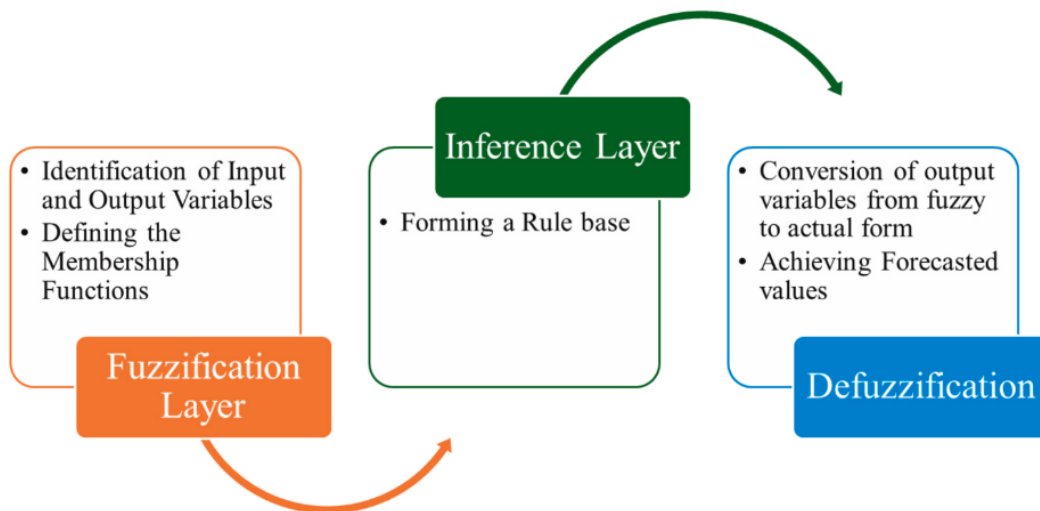 • Identification of Input
and Output Variables
• Defining the
Membership
Functions
Fuzzification
Layer
Inference Layer
• Forming a Rule base
• Conversion of output
variables from fuzzy
to actual form
• Achieving Forecasted
values
Defuzzification